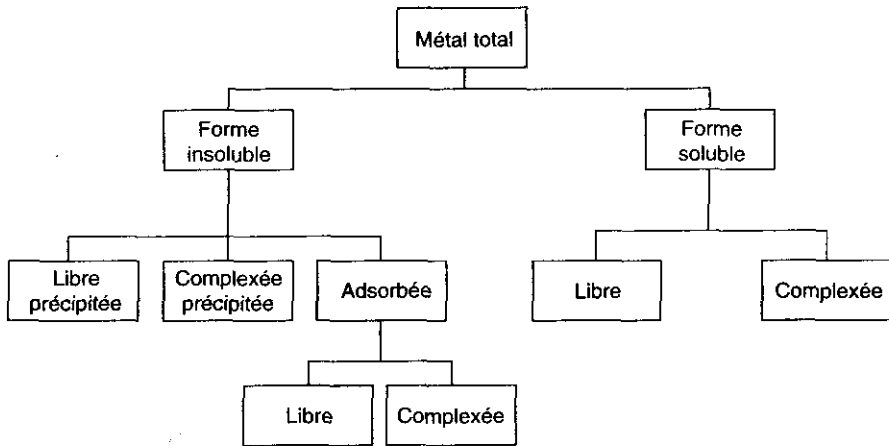 Métal total
Forme
insoluble
Forme
soluble
Libre
précipitée
Complexée
précipitée
Adsorbée
Libre
Complexée
Libre
Complexée